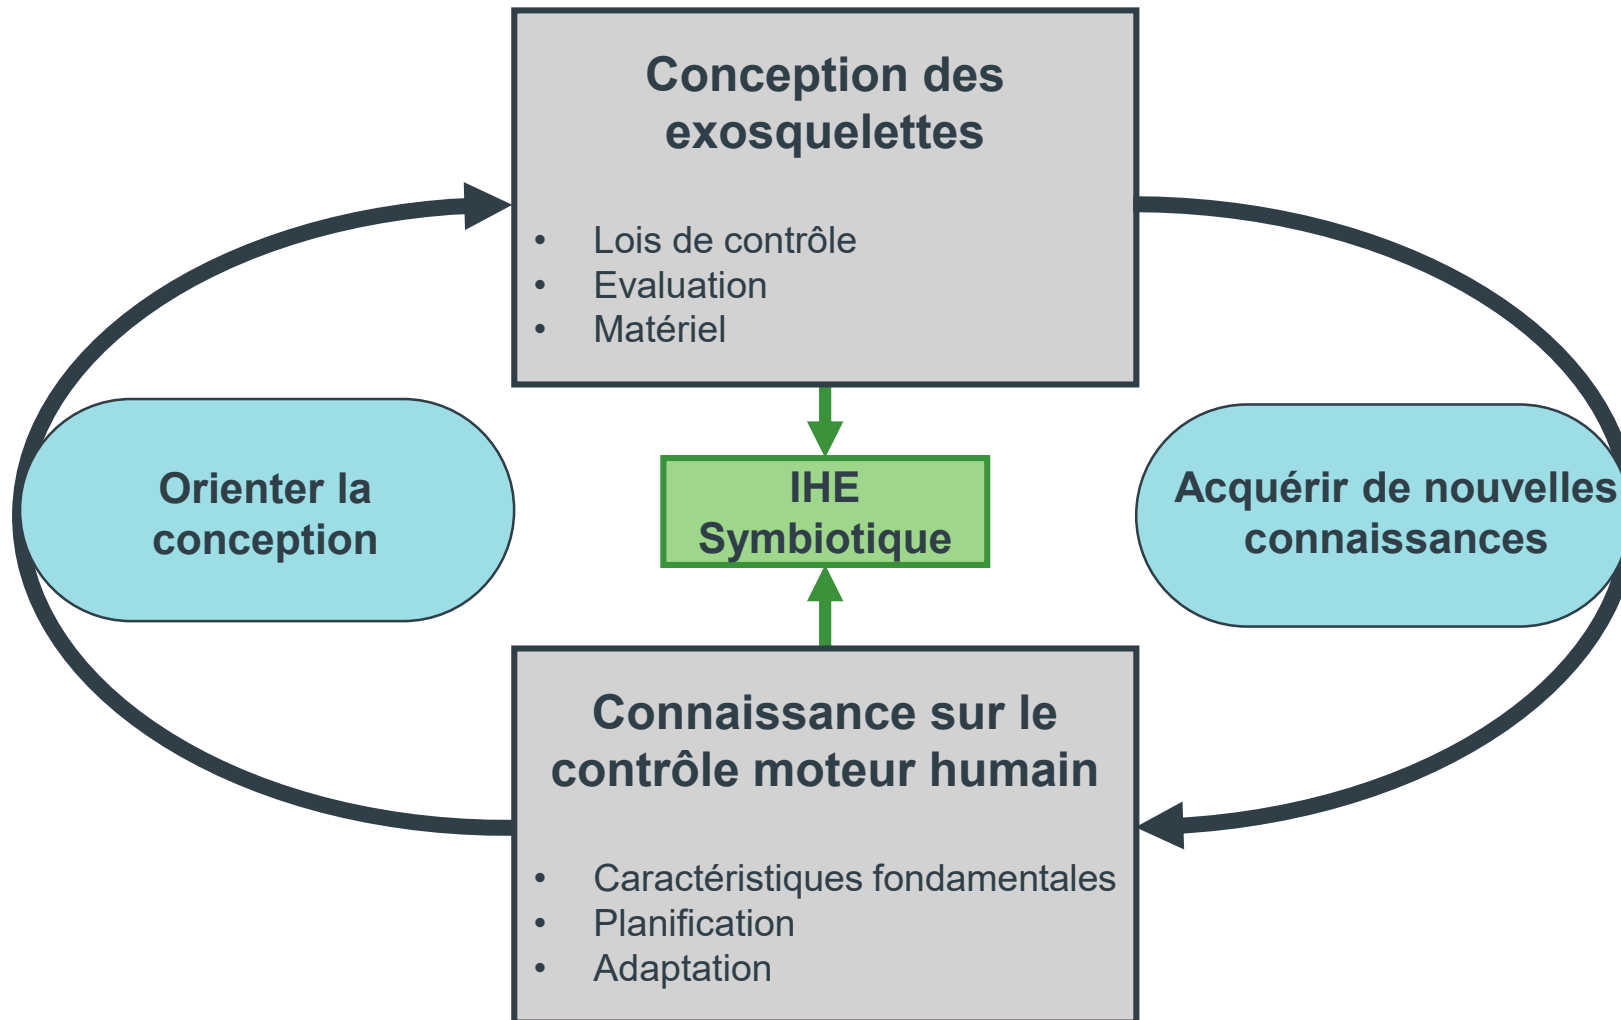 Conception des
exosquelettes
• Lois de contrôle
• Evaluation
• Matériel
Orienter la
conception
IHE
Symbiotique
Acquérir de nouvelles
connaissances
Connaissance sur le
contrôle moteur humain
• Caractéristiques fondamentales
• Planification
• Adaptation